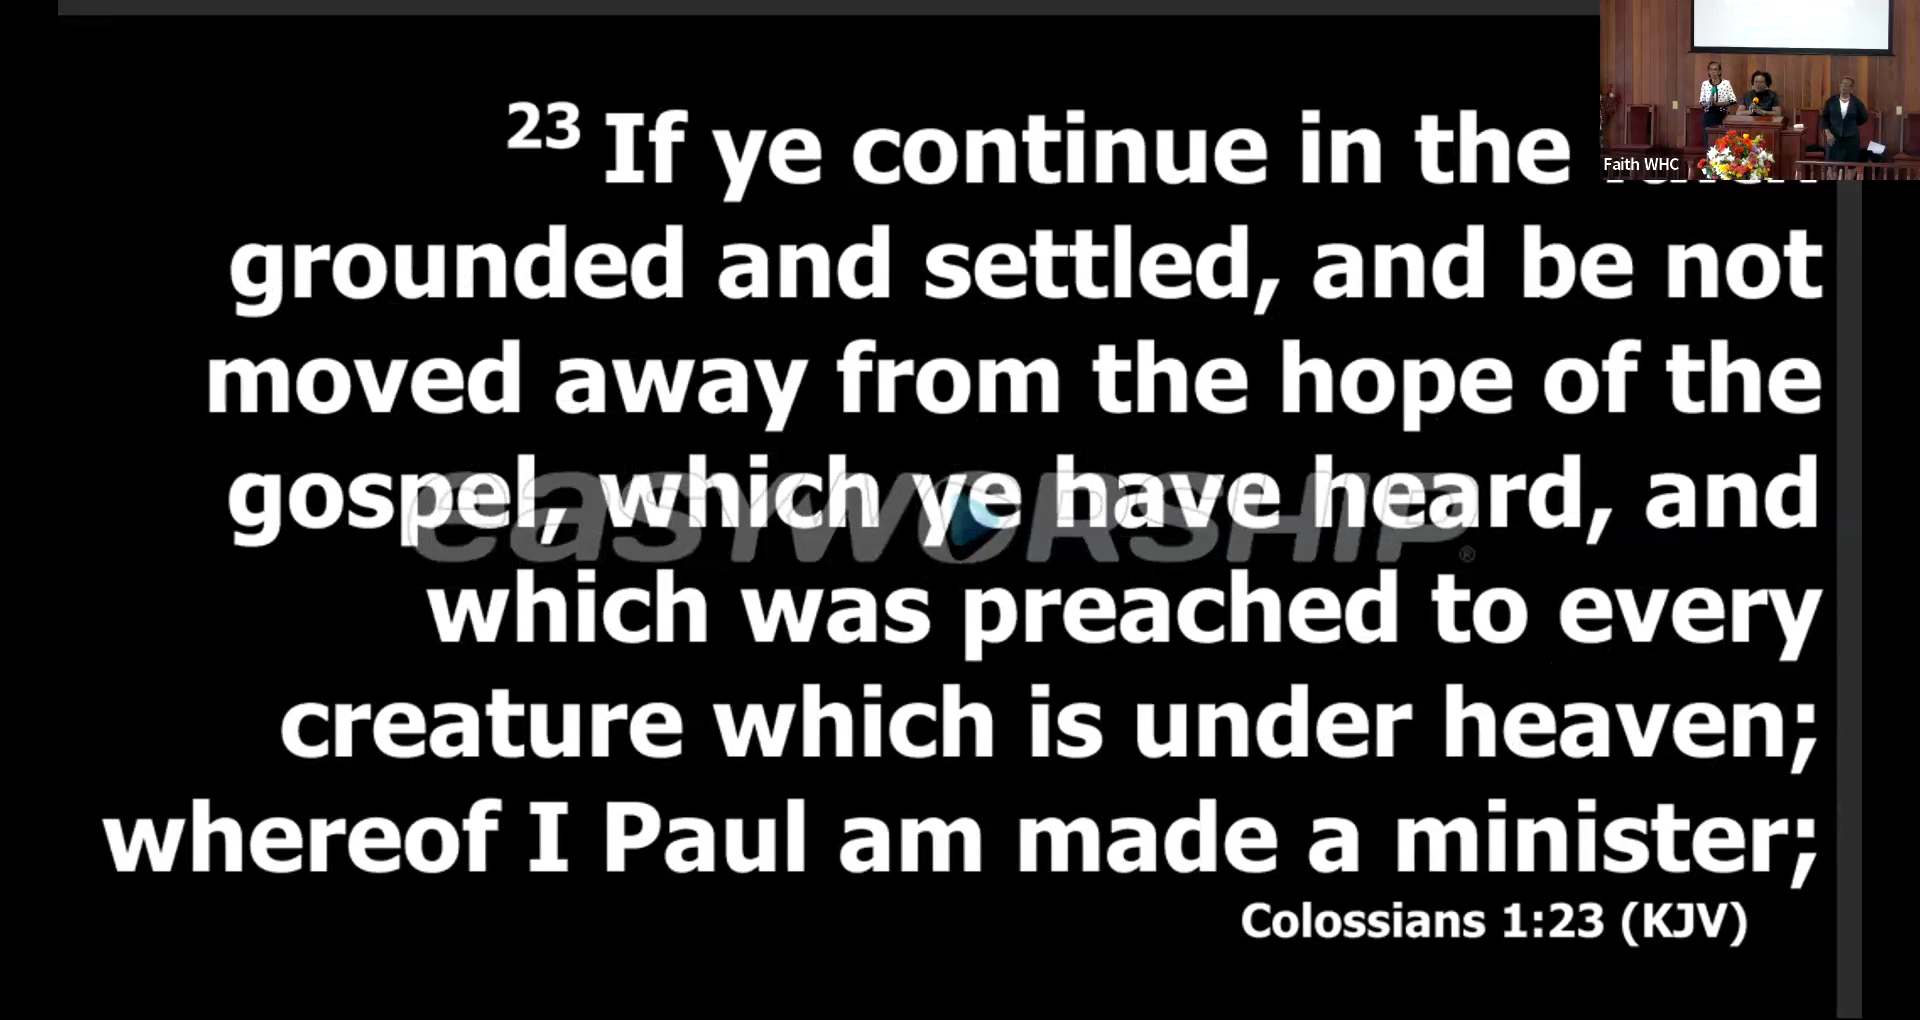 23 If ye continue in the
grounded and settled, and be not
moved away from the hope of the
gospel, which ye have heard, and
which was preached to every
creature which is under heaven;
whereof I Paul am made a minister;
Colossians 1:23 (KJV)
easyWORSHIP®
Faith WHC